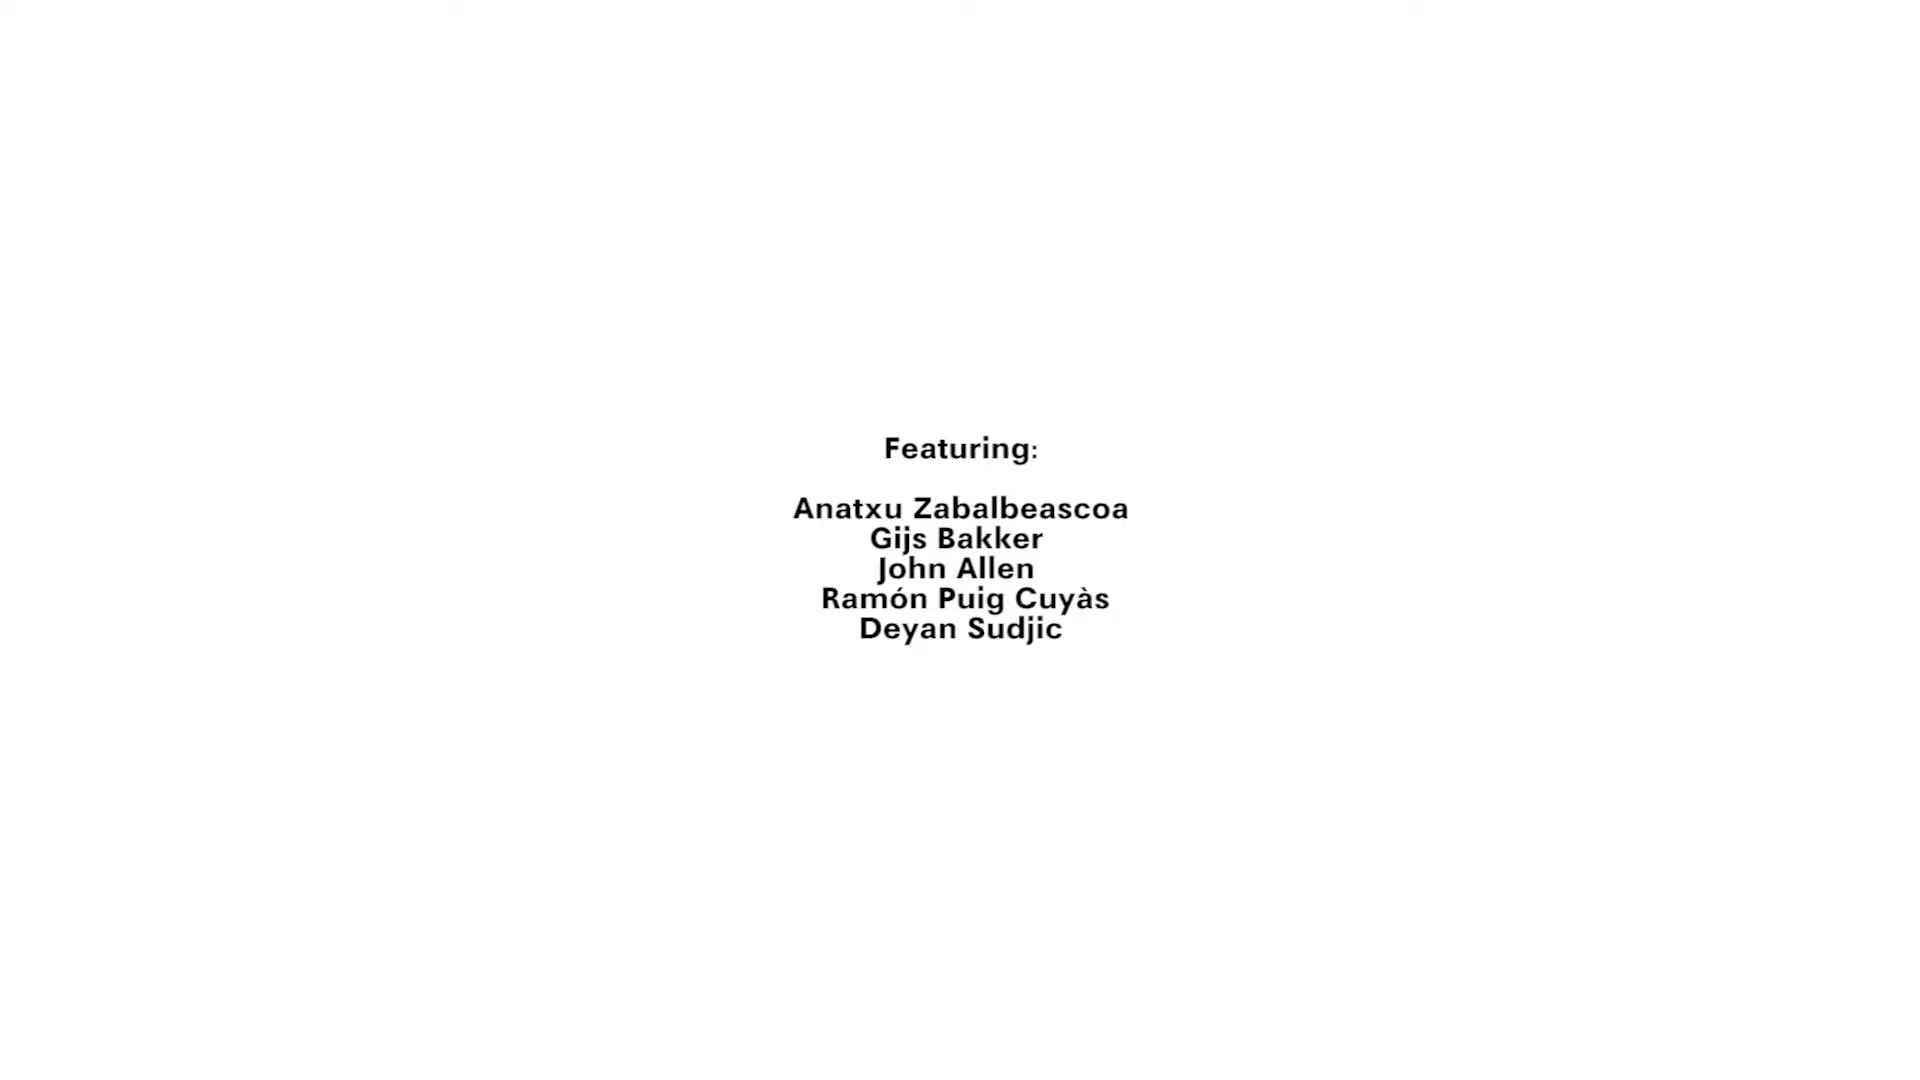 Featuring:
Anatxu Zabalbeascoa
Gijs Bakker
John Allen
Ramón Puig Cuyàs
Deyan Sudjic